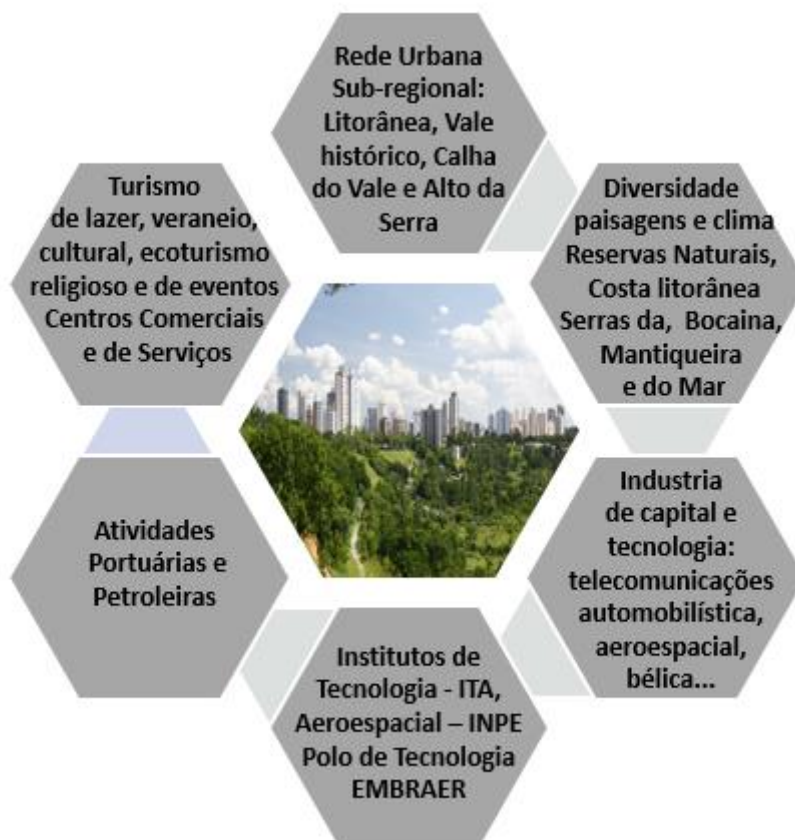 Rede Urbana
Sub-regional:
Litorânea, Vale
histórico, Calha
do Vale e Alto da
Serra
Diversidade
paisagens e clima
Reservas Naturais,
Costa litorânea
Serras da, Bocaina,
Mantiqueira
e do Mar
Industria
de capital e
tecnologia:
telecomunicações
automobilística,
aeroespacial,
bélica...
Institutos de
Tecnologia - ITA,
Aeroespacial – INPE
Polo de Tecnologia
EMBRAER
Atividades
Portuárias e
Petroleiras
Turismo
de lazer, veraneio,
cultural, ecoturismo
religioso e de eventos
Centros Comerciais
e de Serviços